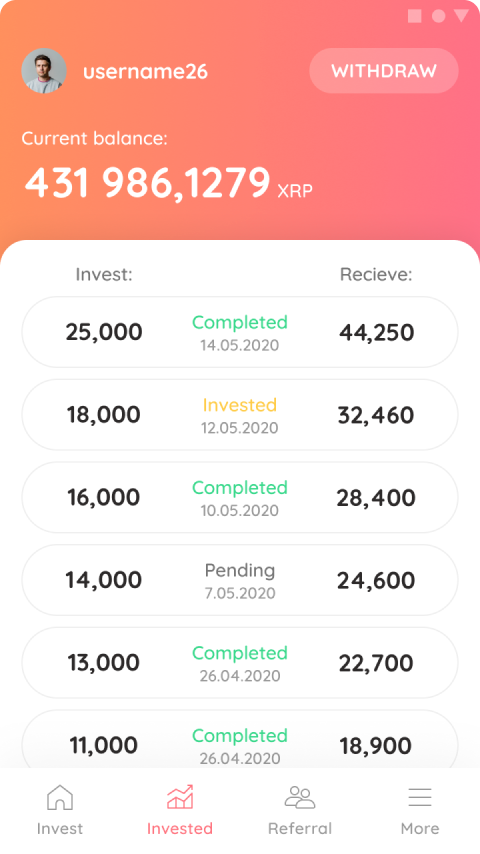 username26
WITHDRAW
Current balance:
431 986,1279 XRP
Invest:
Recieve:
25,000
Completed
14.05.2020
44,250
18,000
Invested
12.05.2020
32,460
16,000
Completed
10.05.2020
28,400
14,000
Pending
7.05.2020
24,600
13,000
Completed
26.04.2020
22,700
11,000
Completed
26.04.2020
18,900
Invest
Invested
Referral
More